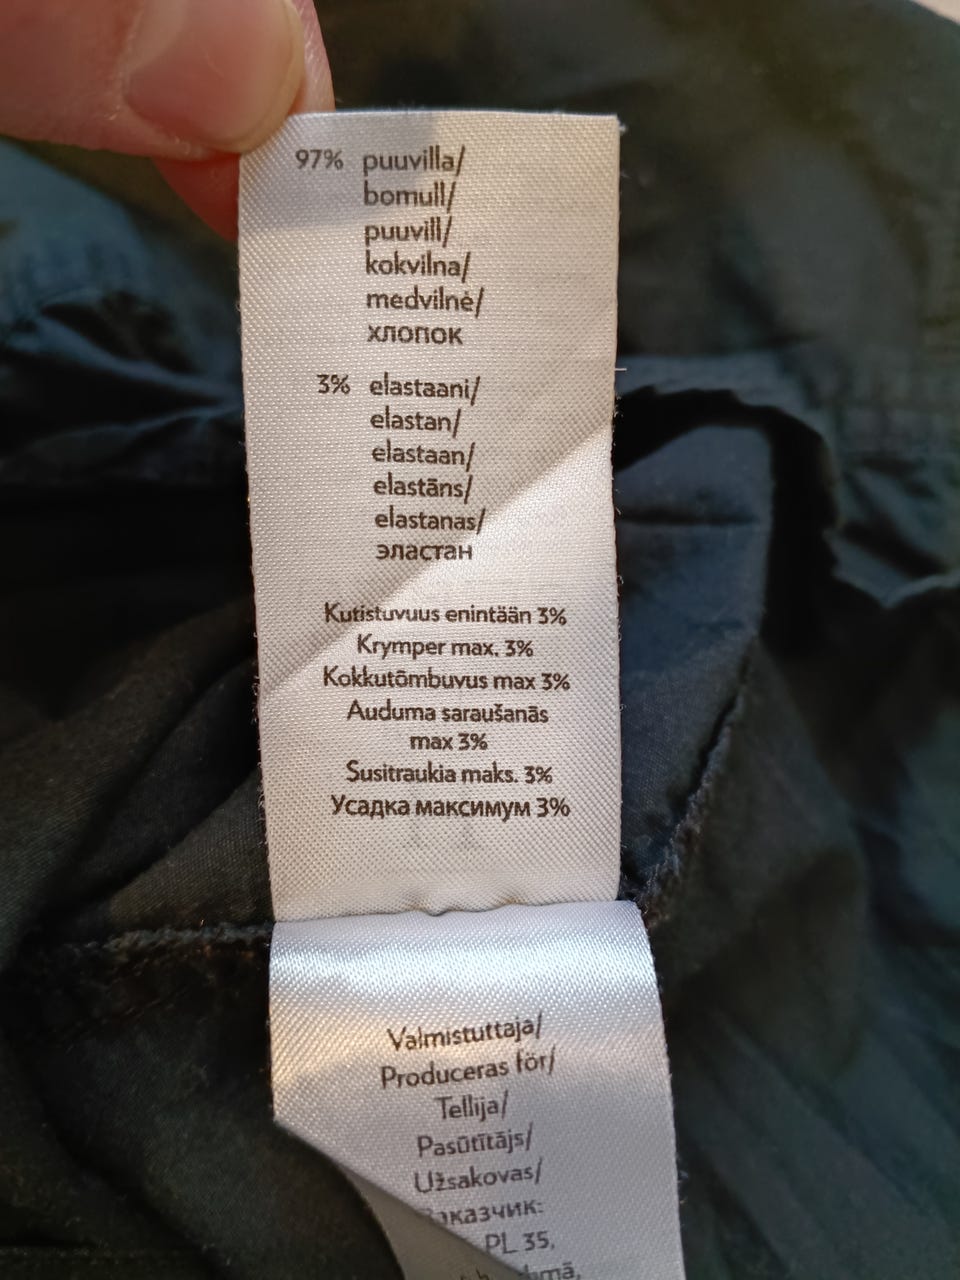 97% puuvilla/
bomull/
puuvill/
kokvilna/
medvilnė/
хлопок
3% elastaani/
elastan/
elastaan/
elastāns/
elastanas/
эластан
Kutistuvuus enintään 3%
Krymper max. 3%
Kokkutõmbuvus max 3%
Auduma saraušanās
max 3%
Susitraukia maks. 3%
Усадка максимум 3%
Valmistuttaja/
Produceras för/
Tellija/
Pasūtītājs/
Užsakovas/
Заказчик:
PL 35,